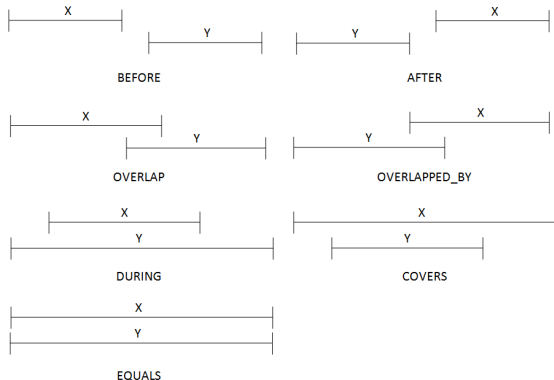 X
Y
BEFORE
X
Y
AFTER
X
Y
OVERLAP
X
Y
OVERLAPPED_BY
X
Y
DURING
X
Y
COVERS
X
Y
EQUALS